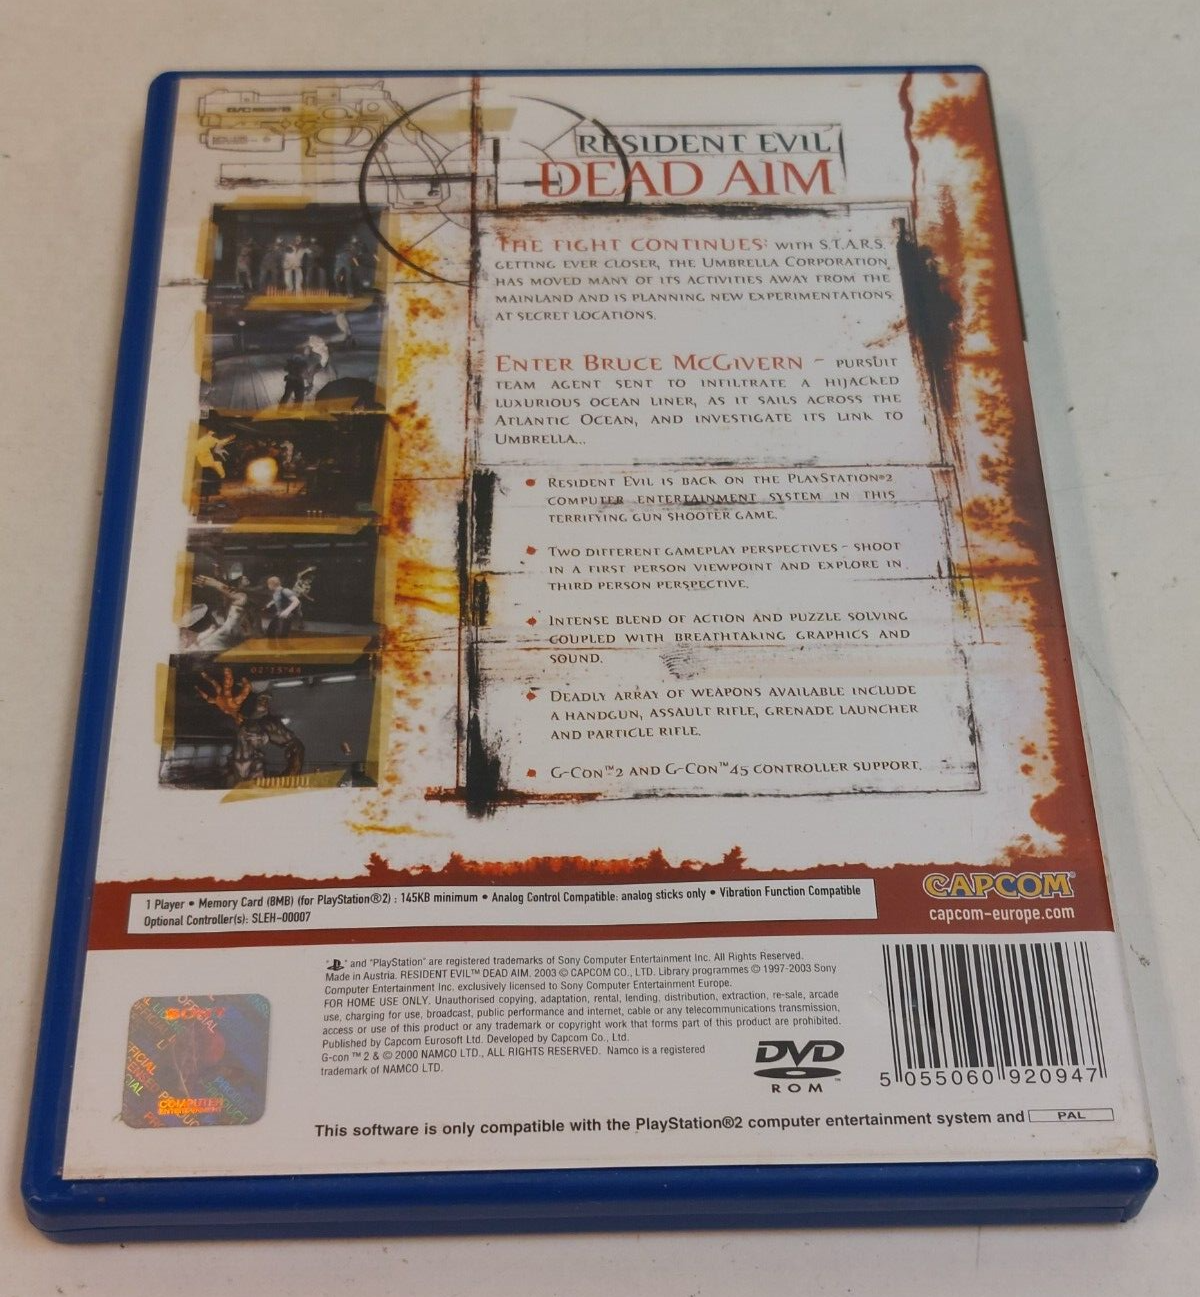 RESIDENT EVIL
DEAD AIM
THE FIGHT CONTINUES: WITH S.T.A.R.S.
GETTING EVER CLOSER, THE UMBRELLA CORPORATION
HAS MOVED MANY OF ITS ACTIVITIES AWAY FROM THE
MAINLAND AND IS PLANNING NEW EXPERIMENTATIONS
AT SECRET LOCATIONS.
ENTER BRUCE MCGIVERN – PURSUIT
TEAM AGENT SENT TO INFILTRATE A HIJACKED
LUXURIOUS OCEAN LINER, AS IT SAILS ACROSS THE
ATLANTIC OCEAN, AND INVESTIGATE ITS LINK TO
UMBRELLA...
• RESIDENT EVIL IS BACK ON THE PLAYSTATION®2
COMPUTER ENTERTAINMENT SYSTEM IN THIS
TERRIFYING GUN SHOOTER GAME.
• TWO DIFFERENT GAMEPLAY PERSPECTIVES – SHOOT
IN A FIRST PERSON VIEWPOINT AND EXPLORE IN
THIRD PERSON PERSPECTIVE.
• INTENSE BLEND OF ACTION AND PUZZLE SOLVING
COUPLED WITH BREATHTAKING GRAPHICS AND
SOUND.
• DEADLY ARRAY OF WEAPONS AVAILABLE INCLUDE
A HANDGUN, ASSAULT RIFLE, GRENADE LAUNCHER
AND PARTICLE RIFLE.
• G-CON™2 AND G-CON™45 CONTROLLER SUPPORT.
CAPCOM®
capcom-europe.com
1 Player • Memory Card (8MB) (for PlayStation®2) : 145KB minimum • Analog Control Compatible: analog sticks only • Vibration Function Compatible
Optional Controller(s): SLEH-00007
" " and "PlayStation" are registered trademarks of Sony Computer Entertainment Inc. All Rights Reserved.
Made in Austria. RESIDENT EVIL™ DEAD AIM. 2003 © CAPCOM CO., LTD. Library programmes © 1997-2003 Sony
Computer Entertainment Inc. exclusively licensed to Sony Computer Entertainment Europe.
FOR HOME USE ONLY. Unauthorised copying, adaptation, rental, lending, distribution, extraction, re-sale, arcade
use, charging for use, broadcast, public performance and internet, cable or any telecommunications transmission,
access or use of this product or any trademark or copyright work that forms part of this product are prohibited.
Published by Capcom Eurosoft Ltd. Developed by Capcom Co., Ltd.
G-con ™ 2 & © 2000 NAMCO LTD., ALL RIGHTS RESERVED. Namco is a registered
trademark of NAMCO LTD.
SONY
COMPUTER
ENTERTAINMENT
DVD
ROM
5 055060 920947
This software is only compatible with the PlayStation®2 computer entertainment system and PAL